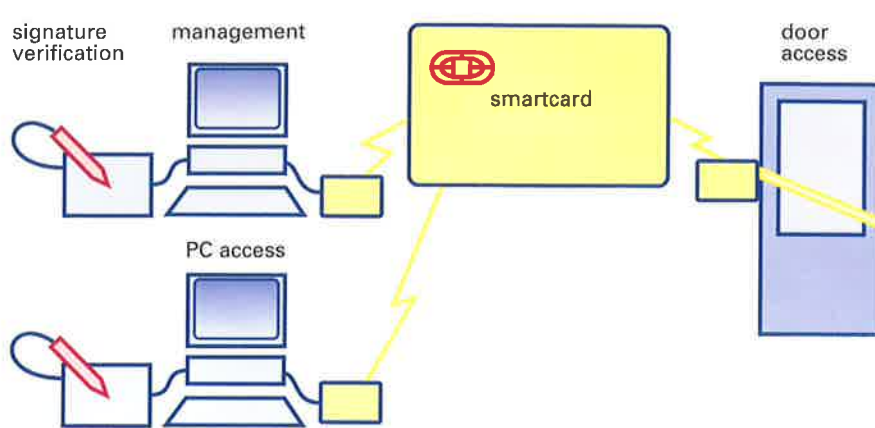 signature
verification
management
smartcard
door
access
PC access